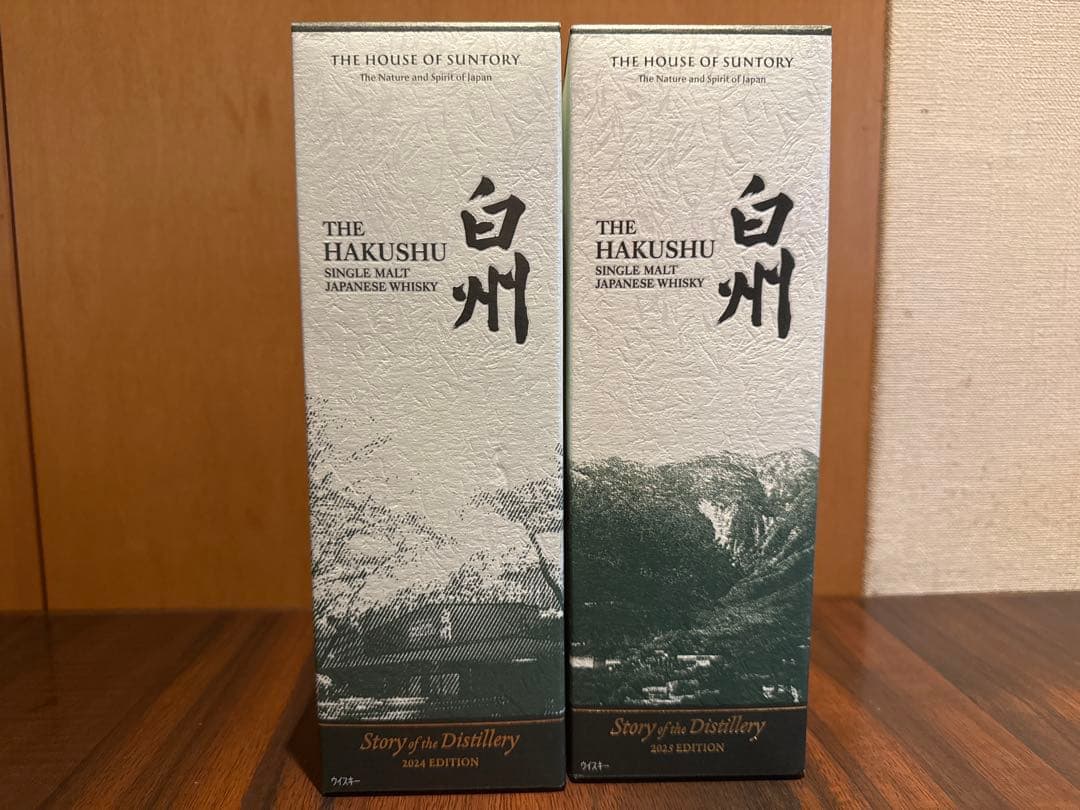 THE HOUSE OF SUNTORY
The Nature and Spirit of Japan
白州
THE
HAKUSHU
SINGLE MALT
JAPANESE WHISKY
Story of the Distillery
2024 EDITION
ウイスキー
THE HOUSE OF SUNTORY
The Nature and Spirit of Japan
白州
THE
HAKUSHU
SINGLE MALT
JAPANESE WHISKY
Story of the Distillery
2025 EDITION
ウイスキー